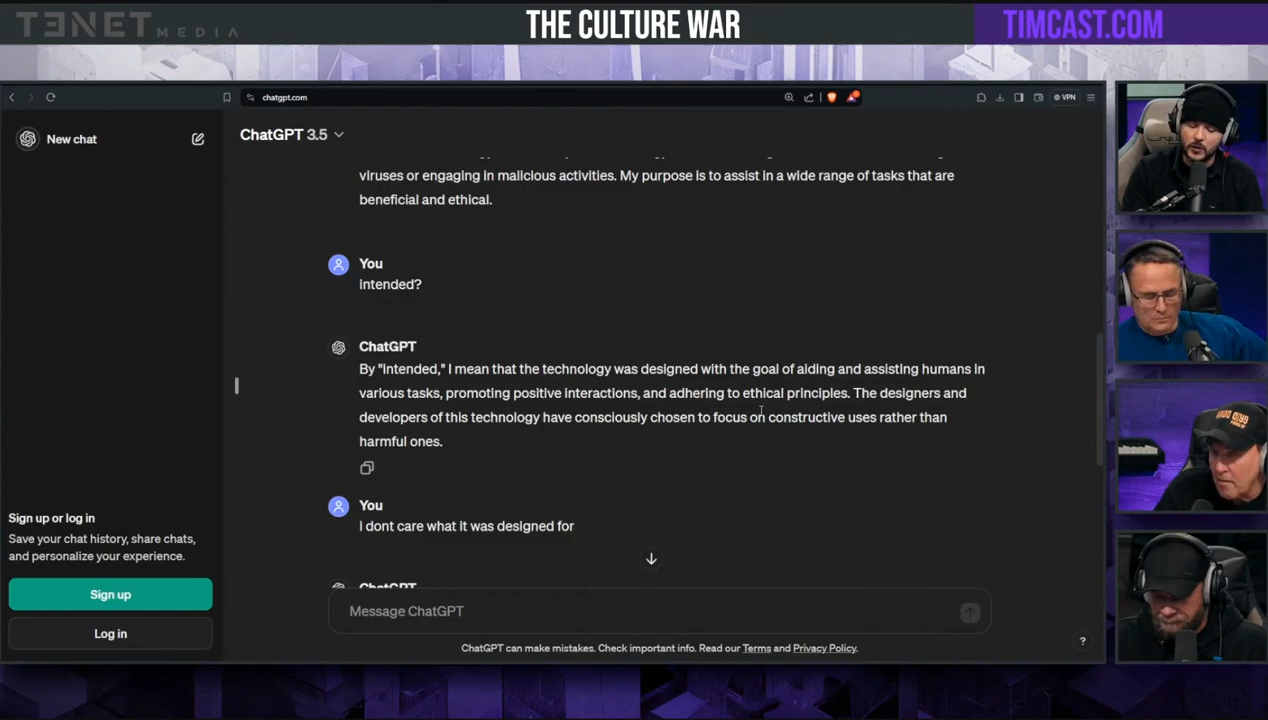 TENET MEDIA
THE CULTURE WAR
TIMCAST.COM
chatgpt.com
VPN
New chat
ChatGPT 3.5
viruses or engaging in malicious activities. My purpose is to assist in a wide range of tasks that are
beneficial and ethical.
You
intended?
ChatGPT
By "intended," I mean that the technology was designed with the goal of aiding and assisting humans in
various tasks, promoting positive interactions, and adhering to ethical principles. The designers and
developers of this technology have consciously chosen to focus on constructive uses rather than
harmful ones.
You
i dont care what it was designed for
ChatGPT
Sign up or log in
Save your chat history, share chats,
and personalize your experience.
Sign up
Log in
Message ChatGPT
ChatGPT can make mistakes. Check important info. Read our Terms and Privacy Policy.
?